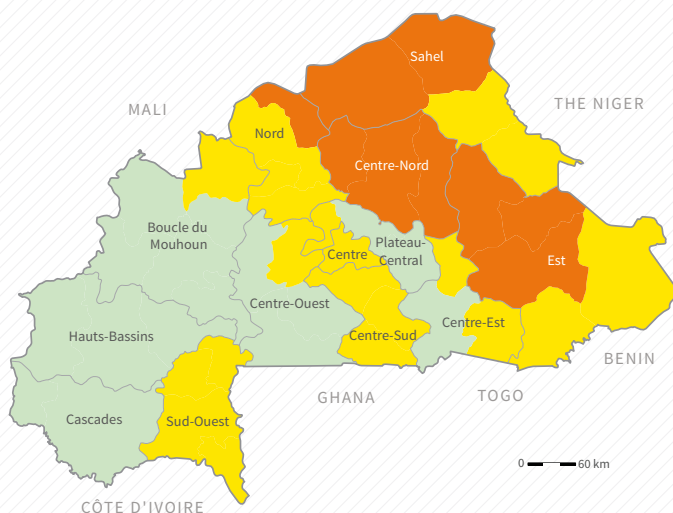 Sahel
THE NIGER
MALI
Nord
Centre-Nord
Boucle du
Mouhoun
Plateau-
Central
Centre
Est
Centre-Ouest
Centre-Est
Centre-Sud
Hauts-Bassins
BENIN
GHANA
TOGO
Cascades
Sud-Ouest
0 60 km
CÔTE D'IVOIRE